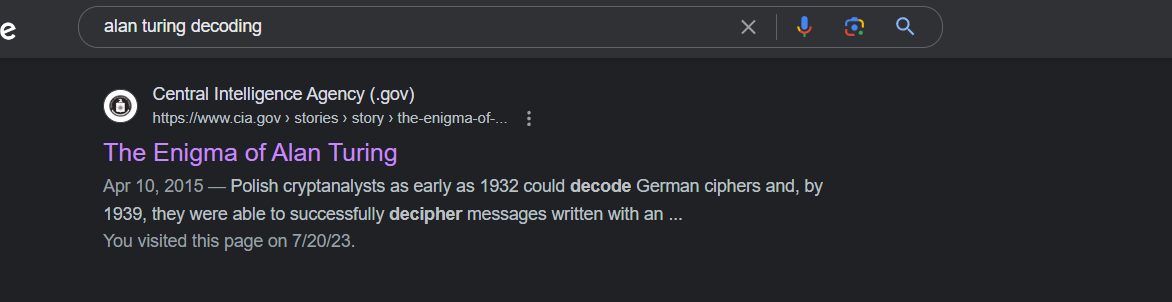 e
alan turing decoding
Central Intelligence Agency (.gov)
https://www.cia.gov › stories › story › the-enigma-of-...
The Enigma of Alan Turing
Apr 10, 2015 — Polish cryptanalysts as early as 1932 could decode German ciphers and, by
1939, they were able to successfully decipher messages written with an ...
You visited this page on 7/20/23.